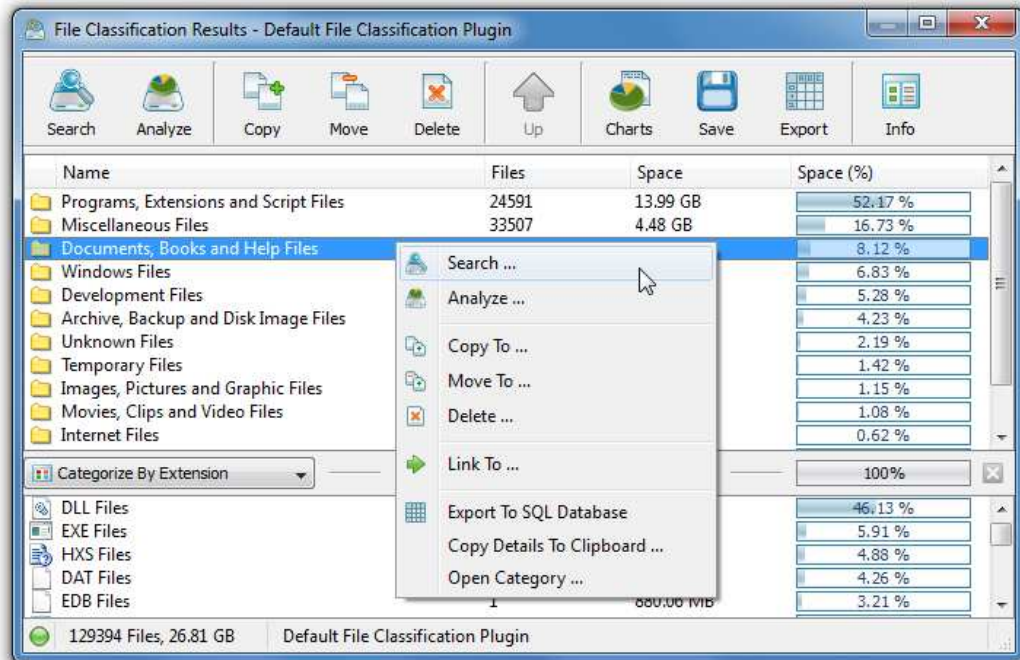 File Classification Results - Default File Classification Plugin
Search Analyze Copy Move Delete Up Charts Save Export Info
Name Files Space Space (%)
Programs, Extensions and Script Files 24591 13.99 GB 52.17 %
Miscellaneous Files 33507 4.48 GB 16.73 %
Documents, Books and Help Files 8.12 %
Search ...
Windows Files 6.83 %
Development Files 5.28 %
Analyze ...
Archive, Backup and Disk Image Files 4.23 %
Unknown Files 2.19 %
Copy To ...
Temporary Files 1.42 %
Move To ...
Images, Pictures and Graphic Files 1.15 %
Movies, Clips and Video Files 1.08 %
Delete ...
Internet Files 0.62 %
Link To ...
Categorize By Extension 100%
DLL Files 46.13 %
Export To SQL Database
EXE Files 5.91 %
Copy Details To Clipboard ...
HXS Files 4.88 %
DAT Files 4.26 %
Open Category ...
EDB Files 1 880.06 MB 3.21 %
129394 Files, 26.81 GB Default File Classification Plugin